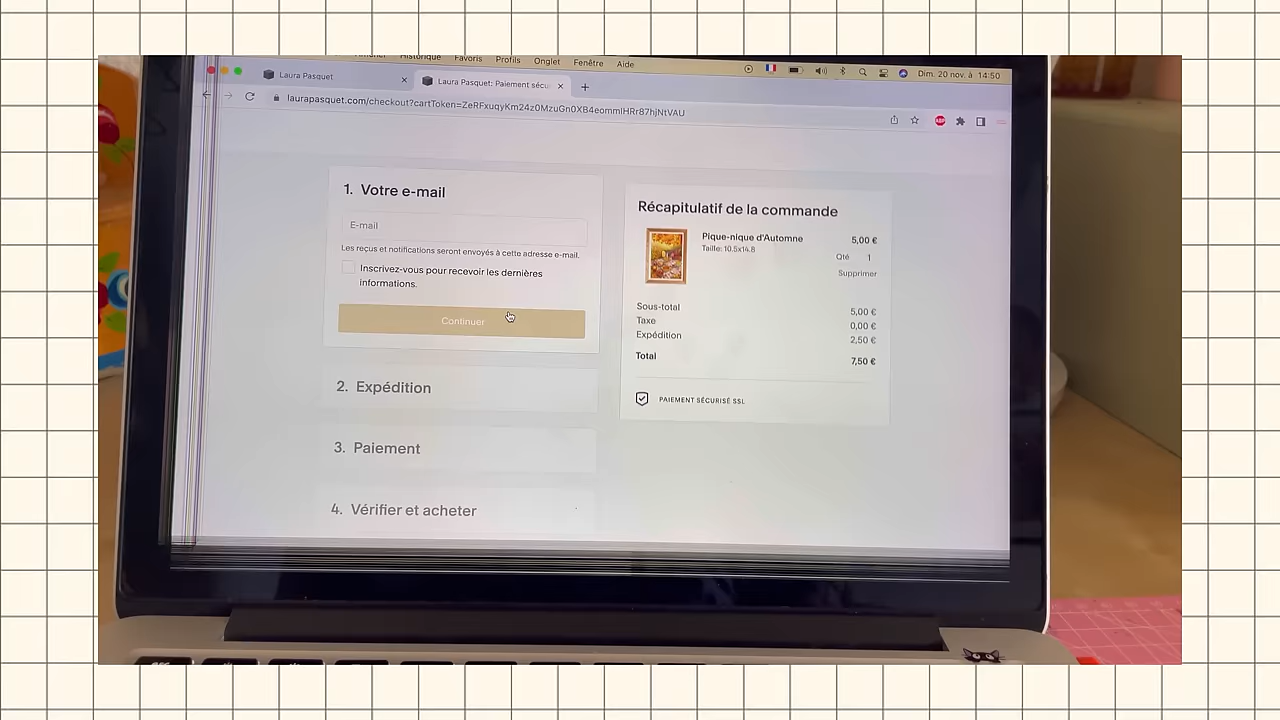 Historique Favoris Profils Onglet Fenêtre Aide
Dim. 20 nov. à 14:50
Laura Pasquet
Laura Pasquet: Paiement sécu
laurapasquet.com/checkout?cartToken=ZeRFxuqyKm24z0MzuGn0XB4eommlHRr87hjNtVAU
ABP
1. Votre e-mail
E-mail
Les reçus et notifications seront envoyés à cette adresse e-mail.
Inscrivez-vous pour recevoir les dernières
informations.
Continuer
2. Expédition
3. Paiement
4. Vérifier et acheter
Récapitulatif de la commande
Pique-nique d'Automne 5,00 €
Taille: 10.5x14.8
Qté 1
Supprimer
Sous-total 5,00 €
Taxe 0,00 €
Expédition 2,50 €
Total 7,50 €
PAIEMENT SÉCURISÉ SSL